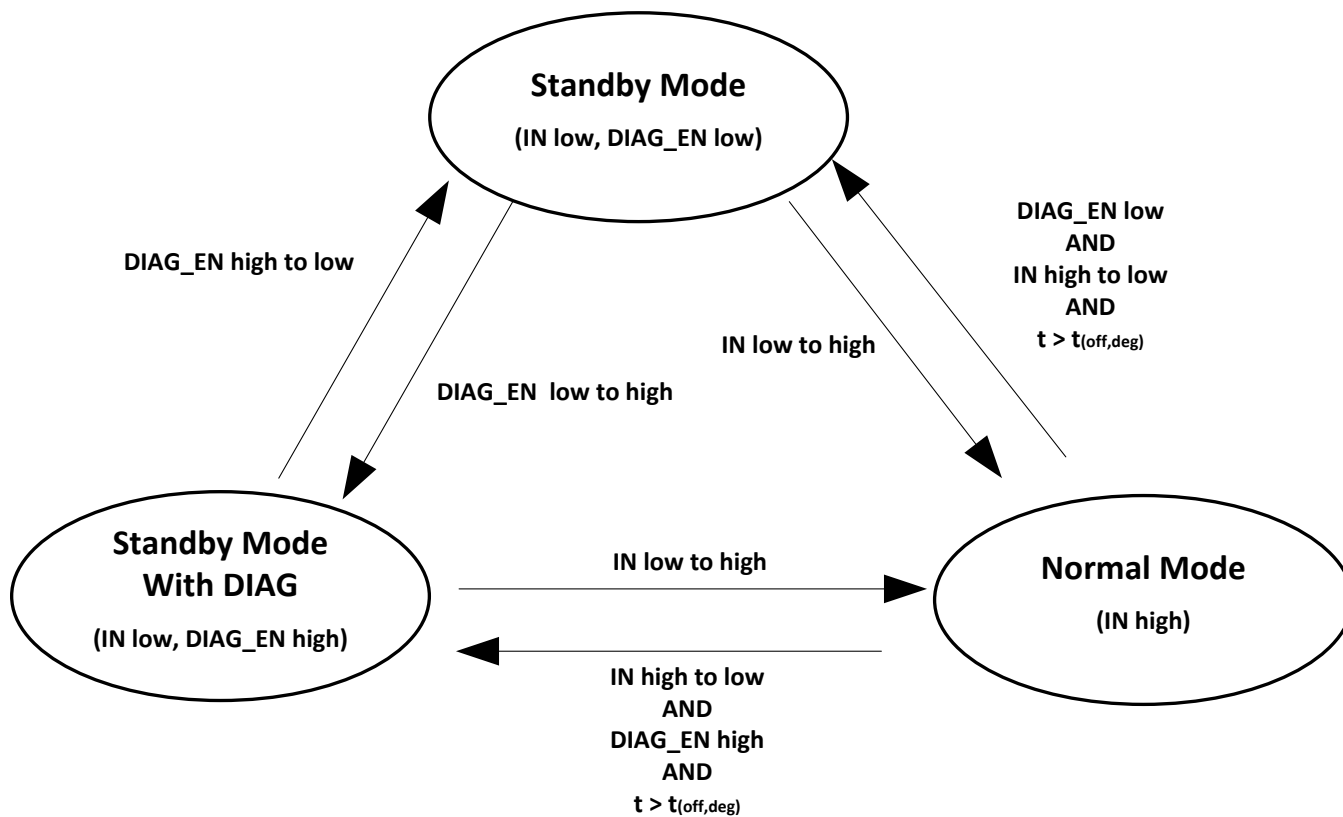 Standby Mode
(IN low, DIAG_EN low)
DIAG_EN high to low
DIAG_EN low to high
IN low to high
DIAG_EN low
AND
IN high to low
AND
t > t(off,deg)
Standby Mode
With DIAG
(IN low, DIAG_EN high)
IN low to high
Normal Mode
(IN high)
IN high to low
AND
DIAG_EN high
AND
t > t(off,deg)